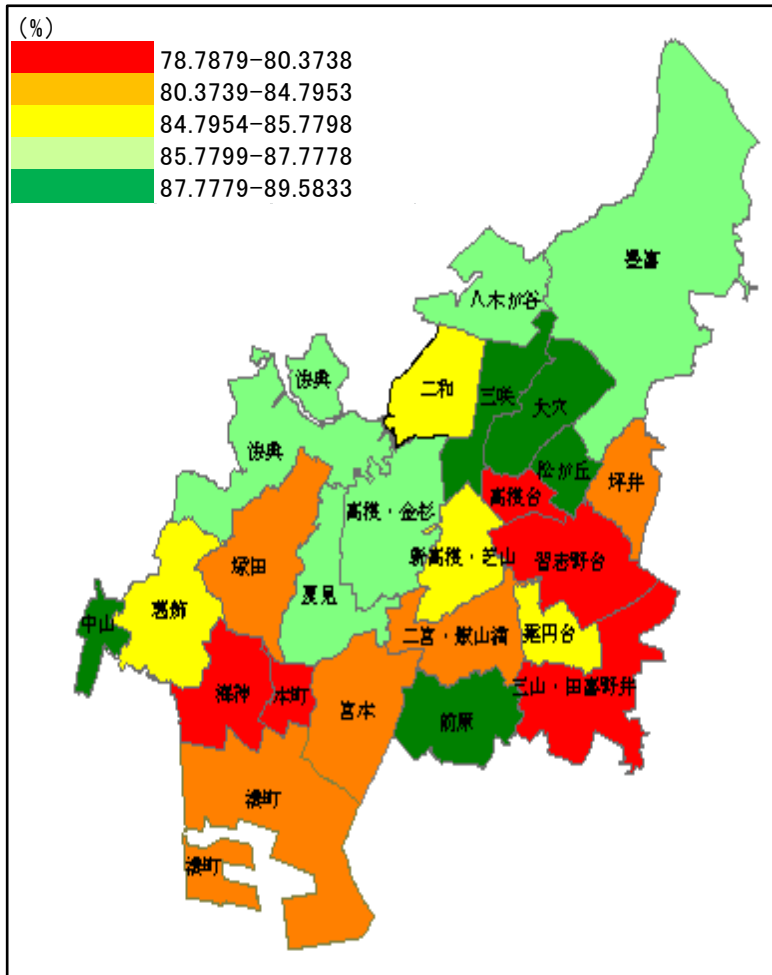 (%)
78.7879-80.3738
80.3739-84.7953
84.7954-85.7798
85.7799-87.7778
87.7779-89.5833
豊富
八木が谷
二和
三咲
大穴
法典
法典
松が丘
坪井
高根台
高根・金杉
新高根・芝山
習志野台
塚田
夏見
葛飾
中山
二宮・飯山満
薬円台
海神
本町
宮本
前原
三山・田喜野井
湊町
湊町